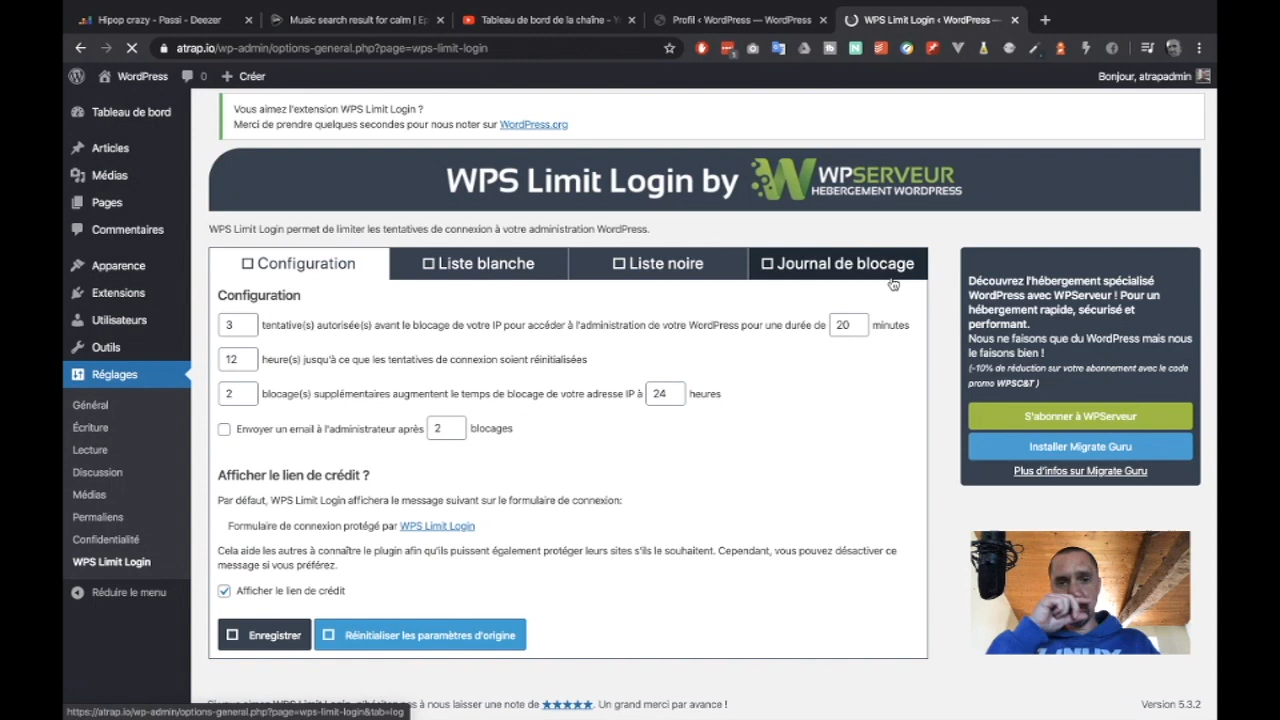 Hipop crazy - Passi - Deezer
Music search result for calm | Ep
Tableau de bord de la chaîne - Y
Profil < WordPress — WordPress
WPS Limit Login < WordPress —
atrap.io/wp-admin/options-general.php?page=wps-limit-login
WordPress
0
Créer
Bonjour, atrapadmin
Tableau de bord
Articles
Médias
Pages
Commentaires
Apparence
Extensions
Utilisateurs
Outils
Réglages
Général
Écriture
Lecture
Discussion
Médias
Permaliens
Confidentialité
WPS Limit Login
Réduire le menu
Vous aimez l'extension WPS Limit Login ?
Merci de prendre quelques secondes pour nous noter sur WordPress.org
WPS Limit Login by WPSERVEUR
HEBERGEMENT WORDPRESS
WPS Limit Login permet de limiter les tentatives de connexion à votre administration WordPress.
Configuration
Liste blanche
Liste noire
Journal de blocage
Configuration
3 tentative(s) autorisée(s) avant le blocage de votre IP pour accéder à l'administration de votre WordPress pour une durée de 20 minutes
12 heure(s) jusqu'à ce que les tentatives de connexion soient réinitialisées
2 blocage(s) supplémentaires augmentent le temps de blocage de votre adresse IP à 24 heures
Envoyer un email à l'administrateur après 2 blocages
Afficher le lien de crédit ?
Par défaut, WPS Limit Login affichera le message suivant sur le formulaire de connexion:
Formulaire de connexion protégé par WPS Limit Login
Cela aide les autres à connaître le plugin afin qu'ils puissent également protéger leurs sites s'ils le souhaitent. Cependant, vous pouvez désactiver ce
message si vous préférez.
Afficher le lien de crédit
Enregistrer
Réinitialiser les paramètres d'origine
Découvrez l'hébergement spécialisé
WordPress avec WPServeur ! Pour un
hébergement rapide, sécurisé et
performant.
Nous ne faisons que du WordPress mais nous
le faisons bien !
(-10% de réduction sur votre abonnement avec le code
promo WPSC&T )
S'abonner à WPServeur
Installer Migrate Guru
Plus d'infos sur Migrate Guru
LINUX
à nous laisser une note de ★★★★★. Un grand merci par avance !
Version 5.3.2
https://atrap.io/wp-admin/options-general.php?page=wps-limit-login&tab=log